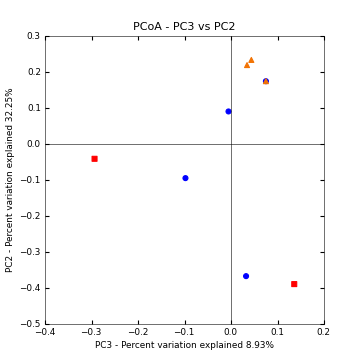 PCoA - PC3 vs PC2
0.3
0.2
0.1
0.0
−0.1
−0.2
−0.3
−0.4
−0.5
PC2 - Percent variation explained 32.25%
−0.4 −0.3 −0.2 −0.1 0.0 0.1 0.2
PC3 - Percent variation explained 8.93%